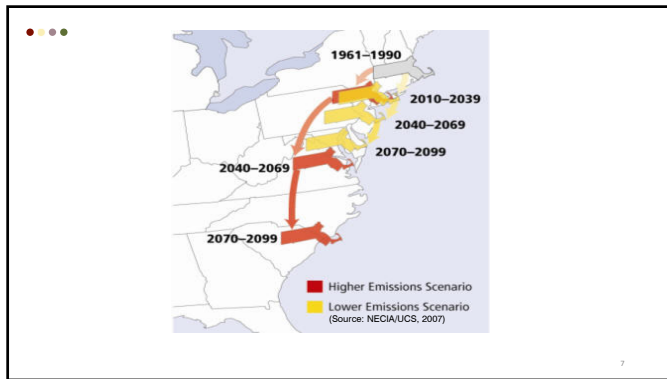 1961–1990
2010–2039
2040–2069
2070–2099
2040–2069
2070–2099
Higher Emissions Scenario
Lower Emissions Scenario
(Source: NECIA/UCS, 2007)
7